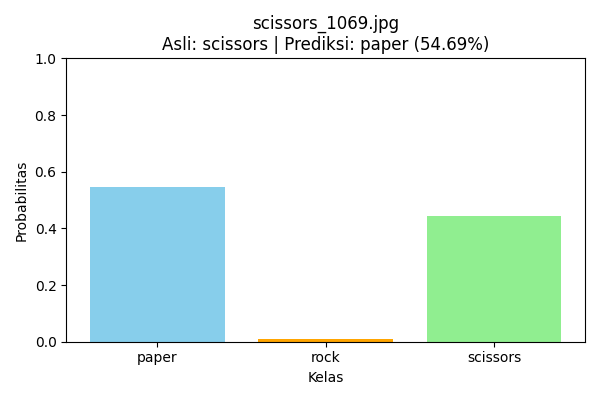 scissors_1069.jpg
Asli: scissors | Prediksi: paper (54.69%)
1.0
0.8
0.6
0.4
0.2
0.0
Probabilitas
paper
rock
scissors
Kelas